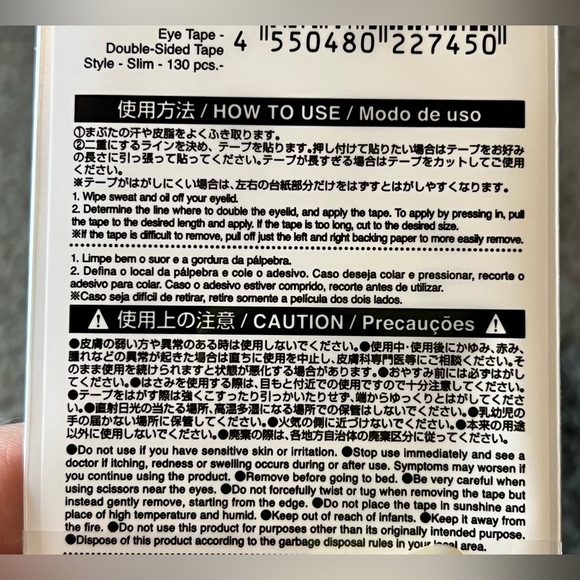 Eye Tape -
Double-Sided Tape
Style - Slim - 130 pcs.-
4 550480 227450
使用方法 / HOW TO USE / Modo de uso
①まぶたの汗や皮脂をよくふき取ります。
②二重にするラインを決め、テープを貼ります。押し付けて貼りたい場合はテープをお好み
の長さに引っ張って貼ってください。テープが長すぎる場合はテープをカットしてご使用
ください。
※テープがはがしにくい場合は、左右の台紙部分だけをはずすとはがしやすくなります。
1. Wipe sweat and oil off your eyelid.
2. Determine the line where to double the eyelid, and apply the tape. To apply by pressing in, pull
the tape to the desired length and apply. If the tape is too long, cut to the desired size.
※If the tape is difficult to remove, pull off just the left and right backing paper to more easily remove.
1. Limpe bem o suor e a gordura da pálpebra.
2. Defina o local da pálpebra e cole o adesivo. Caso deseja colar e pressionar, recorte o
adesivo para colar. Caso o adesivo estiver comprido, recorte antes de utilizar.
※Caso seja difícil de retirar, retire somente a película dos dois lados.
使用上の注意 / CAUTION / Precauções
●皮膚の弱い方や異常のある時は使用しないでください。●使用中・使用後にかゆみ、赤み、
腫れなどの異常が起きた場合は直ちに使用を中止し、皮膚科専門医等にご相談ください。そ
のまま使用を続けられますと状態が悪化する場合があります。●おやすみ前には必ずはがし
てください。●はさみを使用する際は、目もと付近での使用ですので十分注意してください。
●テープをはがす際は強くこすったり引っかいたりせず、端からゆっくりとはがしてくださ
い。●直射日光の当たる場所、高温多湿になる場所での保管はしないでください。●乳幼児の
手の届かない場所に保管してください。●火気の側に近づけないでください。●本来の用途
以外に使用しないでください。●廃棄の際は、各地方自治体の廃棄区分に従ってください。
●Do not use if you have sensitive skin or irritation. ●Stop use immediately and see a
doctor if itching, redness or swelling occurs during or after use. Symptoms may worsen if
you continue using the product. ●Remove before going to bed. ●Be very careful when
using scissors near the eyes. ●Do not forcefully twist or tug when removing the tape but
instead gently remove, starting from the edge. ●Do not place the tape in sunshine and
place of high temperature and humid. ●Keep out of reach of infants. ●Keep it away from
the fire. ●Do not use this product for purposes other than its original intended purpose.
●Dispose of this product according to the garbage disposal rules in your local area.